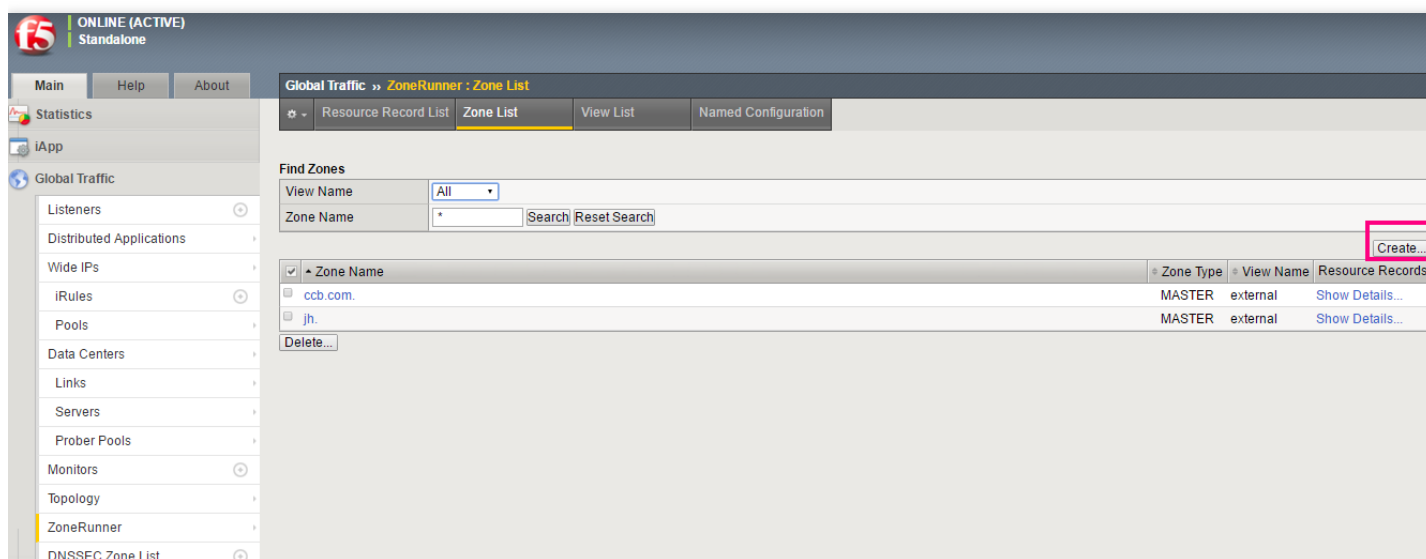 f5
ONLINE (ACTIVE)
Standalone
Main Help About
Statistics
iApp
Global Traffic
Listeners
Distributed Applications
Wide IPs
iRules
Pools
Data Centers
Links
Servers
Prober Pools
Monitors
Topology
ZoneRunner
DNSSEC Zone List
Global Traffic ›› ZoneRunner : Zone List
Resource Record List Zone List View List Named Configuration
Find Zones
View Name All
Zone Name * Search Reset Search
Create...
Zone Name Zone Type View Name Resource Records
ccb.com. MASTER external Show Details...
jh. MASTER external Show Details...
Delete...